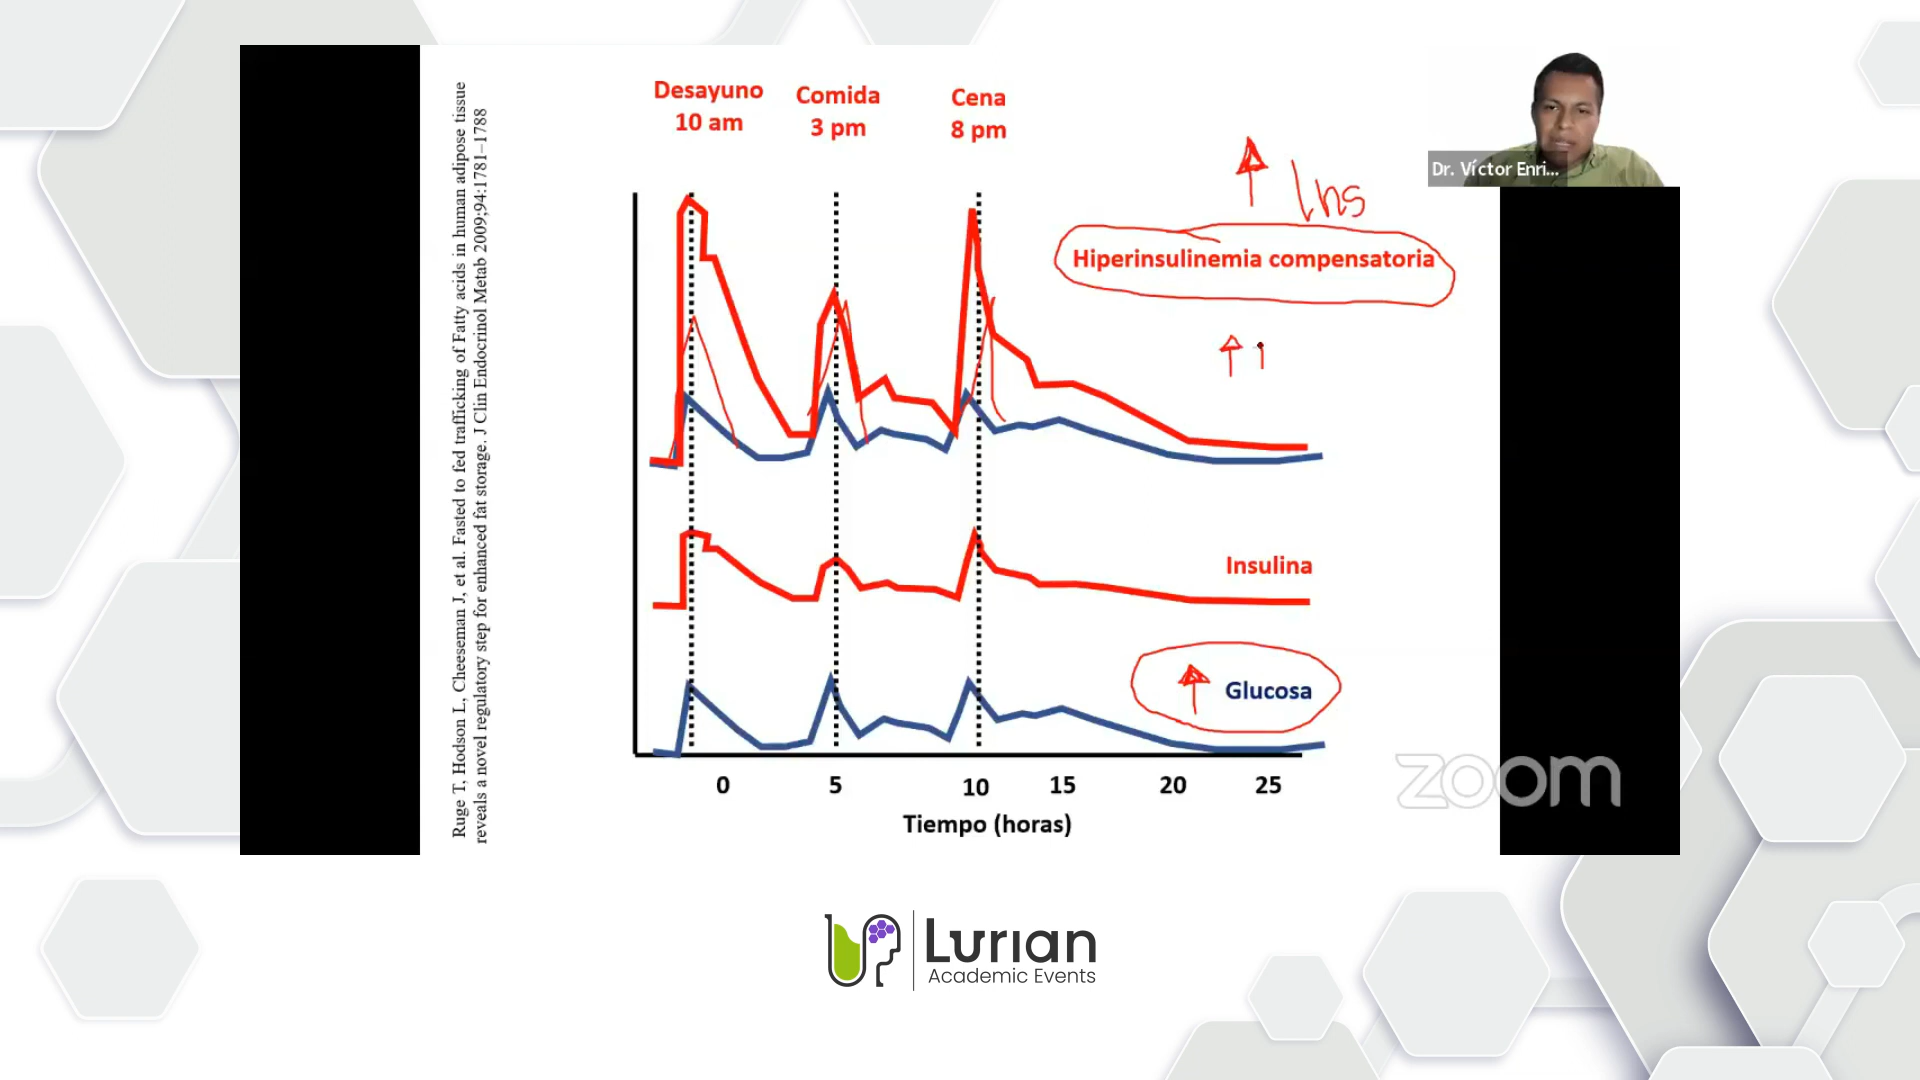 Ruge T, Hodson L, Cheeseman J, et al. Fasted to fed trafficking of Fatty acids in human adipose tissue
reveals a novel regulatory step for enhanced fat storage. J Clin Endocrinol Metab 2009;94:1781–1788
Desayuno
10 am
Comida
3 pm
Cena
8 pm
Dr. Víctor Enri...
Ins
Hiperinsulinemia compensatoria
Insulina
Glucosa
0 5 10 15 20 25
Tiempo (horas)
zoom
Lurian
Academic Events